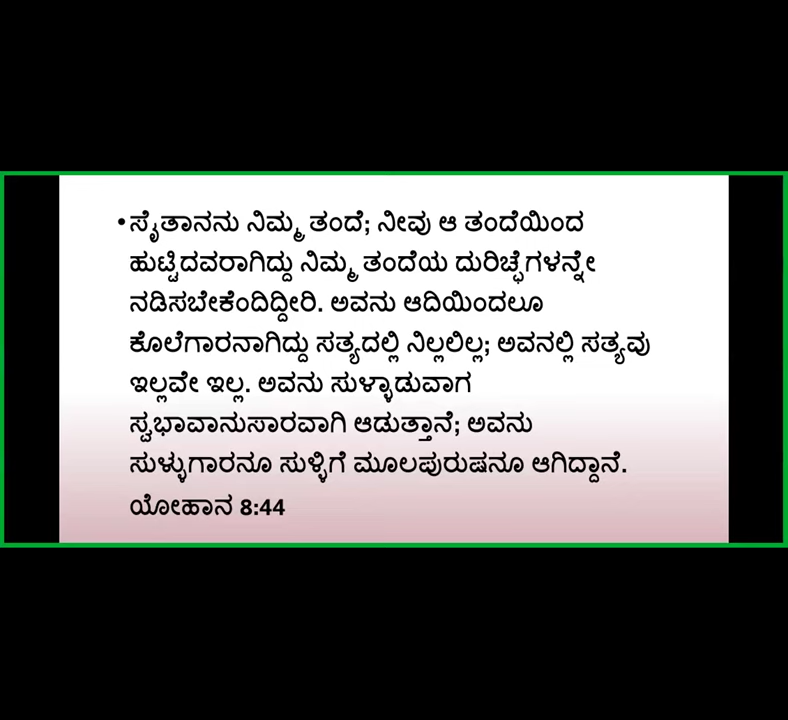 •ಸೈತಾನನು ನಿಮ್ಮ ತಂದೆ; ನೀವು ಆ ತಂದೆಯಿಂದ
ಹುಟ್ಟಿದವರಾಗಿದ್ದು ನಿಮ್ಮ ತಂದೆಯ ದುರಿಚ್ಛೆಗಳನ್ನೇ
ನಡಿಸಬೇಕೆಂದಿದ್ದೀರಿ. ಅವನು ಆದಿಯಿಂದಲೂ
ಕೊಲೆಗಾರನಾಗಿದ್ದು ಸತ್ಯದಲ್ಲಿ ನಿಲ್ಲಲಿಲ್ಲ; ಅವನಲ್ಲಿ ಸತ್ಯವು
ಇಲ್ಲವೇ ಇಲ್ಲ. ಅವನು ಸುಳ್ಳಾಡುವಾಗ
ಸ್ವಭಾವಾನುಸಾರವಾಗಿ ಆಡುತ್ತಾನೆ; ಅವನು
ಸುಳ್ಳುಗಾರನೂ ಸುಳ್ಳಿಗೆ ಮೂಲಪುರುಷನೂ ಆಗಿದ್ದಾನೆ.
ಯೋಹಾನ 8:44